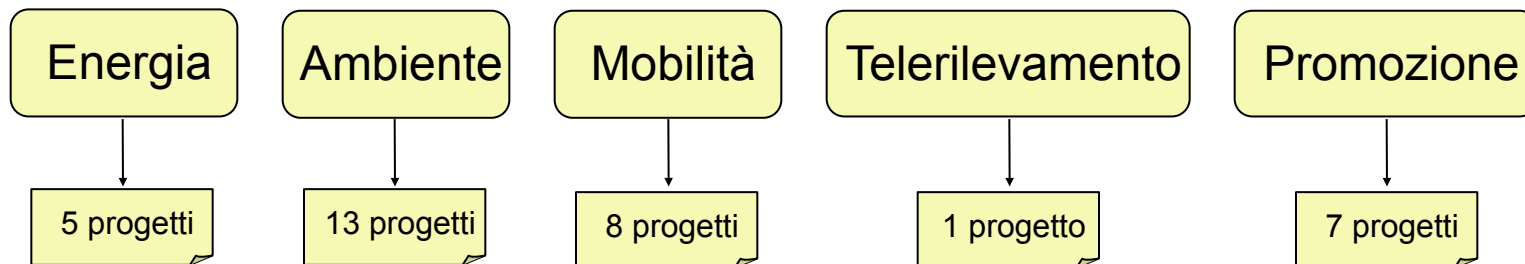 Energia
Ambiente
Mobilità
Telerilevamento
Promozione
5 progetti
13 progetti
8 progetti
1 progetto
7 progetti